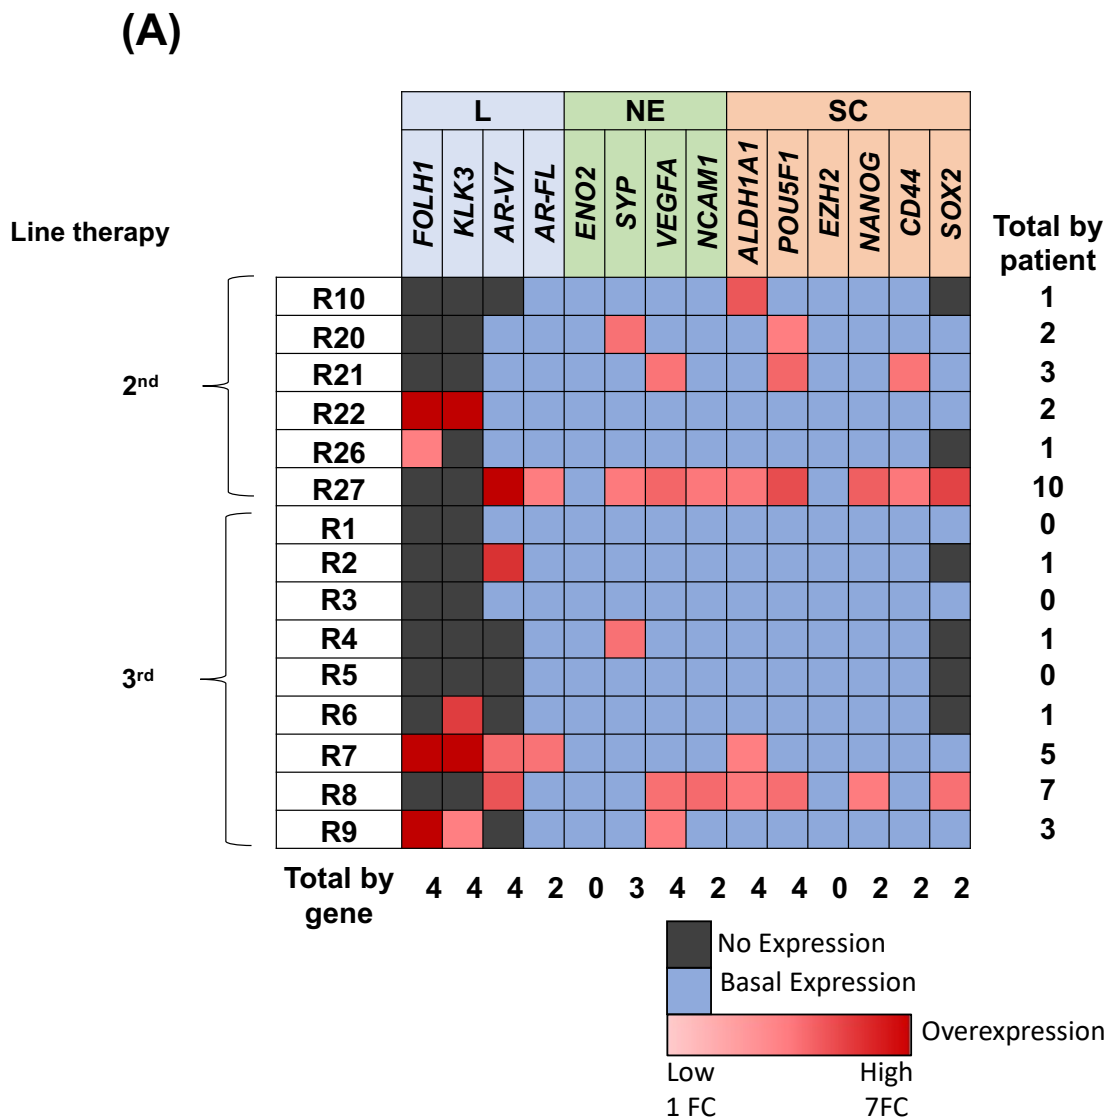 (A)
L NE SC
FOLH1 KLK3 AR-V7 AR-FL ENO2 SYP VEGFA NCAM1 ALDH1A1 POU5F1 EZH2 NANOG CD44 SOX2
Line therapy
Total by
patient
2nd
R10 1
R20 2
R21 3
R22 2
R26 1
R27 10
3rd
R1 0
R2 1
R3 0
R4 1
R5 0
R6 1
R7 5
R8 7
R9 3
Total by
gene
4 4 4 2 0 3 4 2 4 4 0 2 2 2
No Expression
Basal Expression
Overexpression
Low High
1 FC 7FC